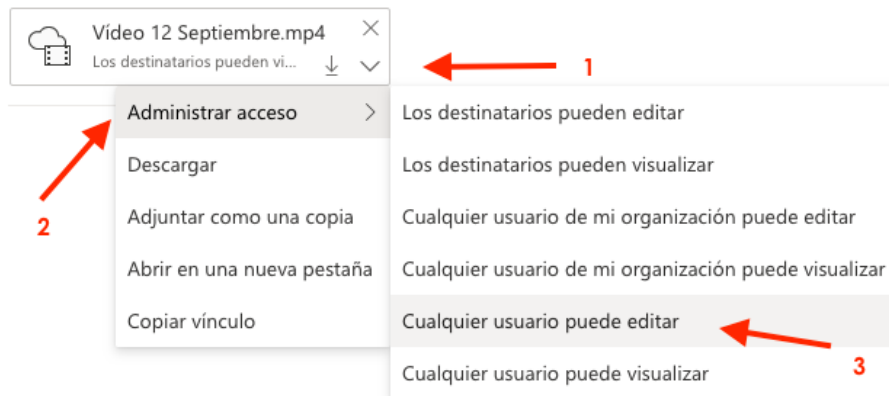 Vídeo 12 Septiembre.mp4
Los destinatarios pueden vi...
1
Administrar acceso
Los destinatarios pueden editar
Descargar
Los destinatarios pueden visualizar
2
Adjuntar como una copia
Cualquier usuario de mi organización puede editar
Abrir en una nueva pestaña
Cualquier usuario de mi organización puede visualizar
Copiar vínculo
Cualquier usuario puede editar
3
Cualquier usuario puede visualizar